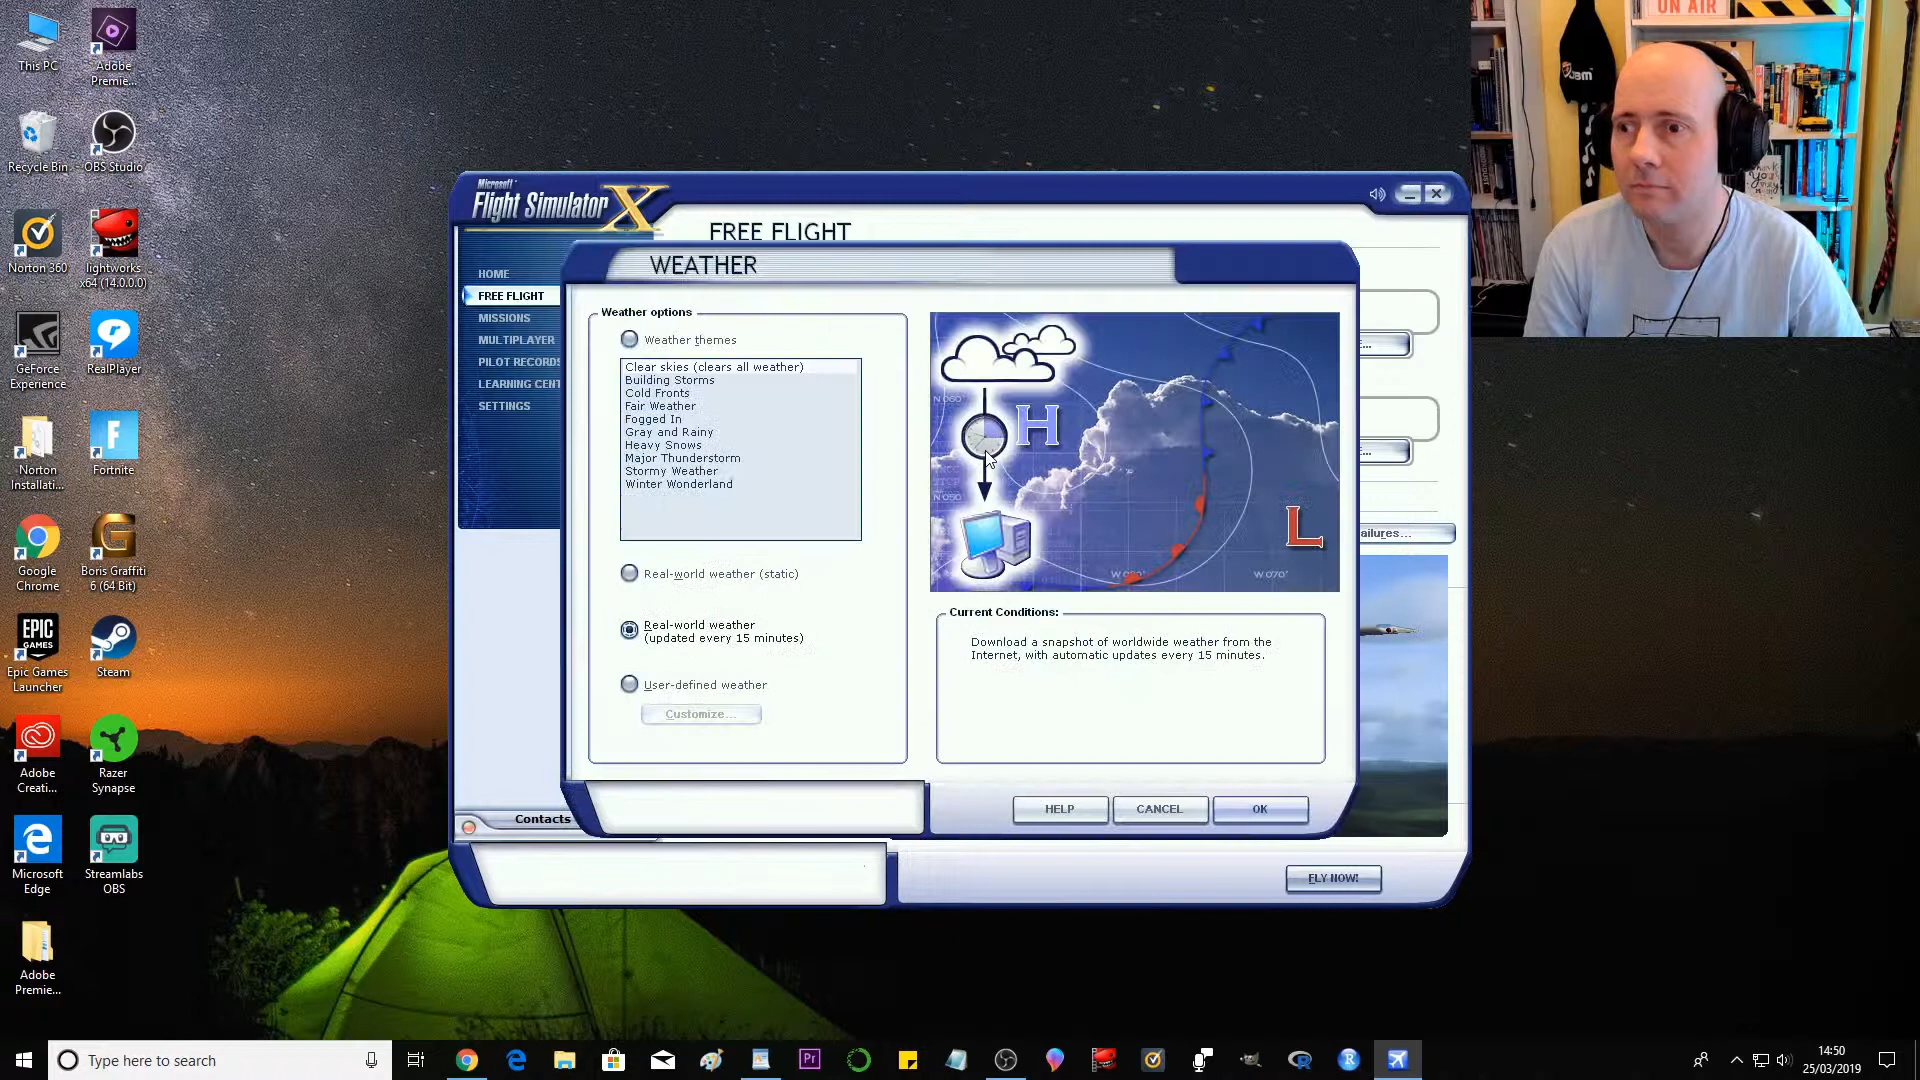 This PC
Adobe
Premie...
Recycle Bin
OBS Studio
Norton 360
lightworks
x64 (14.0.0.0)
GeForce
Experience
RealPlayer
Norton
Installati...
Fortnite
Google
Chrome
Boris Graffiti
6 (64 Bit)
EPIC
GAMES
Epic Games
Launcher
Steam
Adobe
Creati...
Razer
Synapse
Microsoft
Edge
Streamlabs
OBS
Adobe
Premie...
ON AIR
Microsoft
Flight Simulator X
FREE FLIGHT
HOME
FREE FLIGHT
MISSIONS
MULTIPLAYER
PILOT RECORDS
LEARNING CENT
SETTINGS
WEATHER
Weather options
Weather themes
Clear skies (clears all weather)
Building Storms
Cold Fronts
Fair Weather
Fogged In
Gray and Rainy
Heavy Snows
Major Thunderstorm
Stormy Weather
Winter Wonderland
Real-world weather (static)
Real-world weather
(updated every 15 minutes)
User-defined weather
Customize...
N 060°
H
N 050°
L
W 070°
Current Conditions:
Download a snapshot of worldwide weather from the
Internet, with automatic updates every 15 minutes.
ailures...
HELP
CANCEL
OK
Contacts
FLY NOW!
Type here to search
Pr
R
R
14:50
25/03/2019